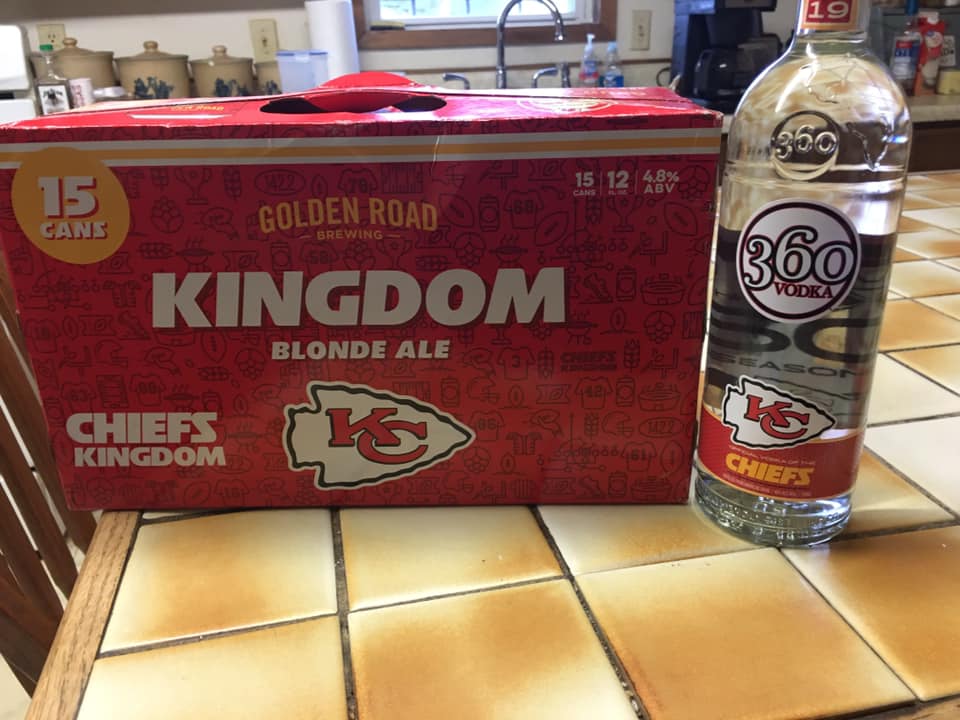 15
CANS
GOLDEN ROAD
BREWING
15 CANS 12 FL. OZ. 4.8% ABV
KINGDOM
BLONDE ALE
CHIEFS
KINGDOM
KC
19
360
360
VODKA
SEASON
KC
CHIEFS